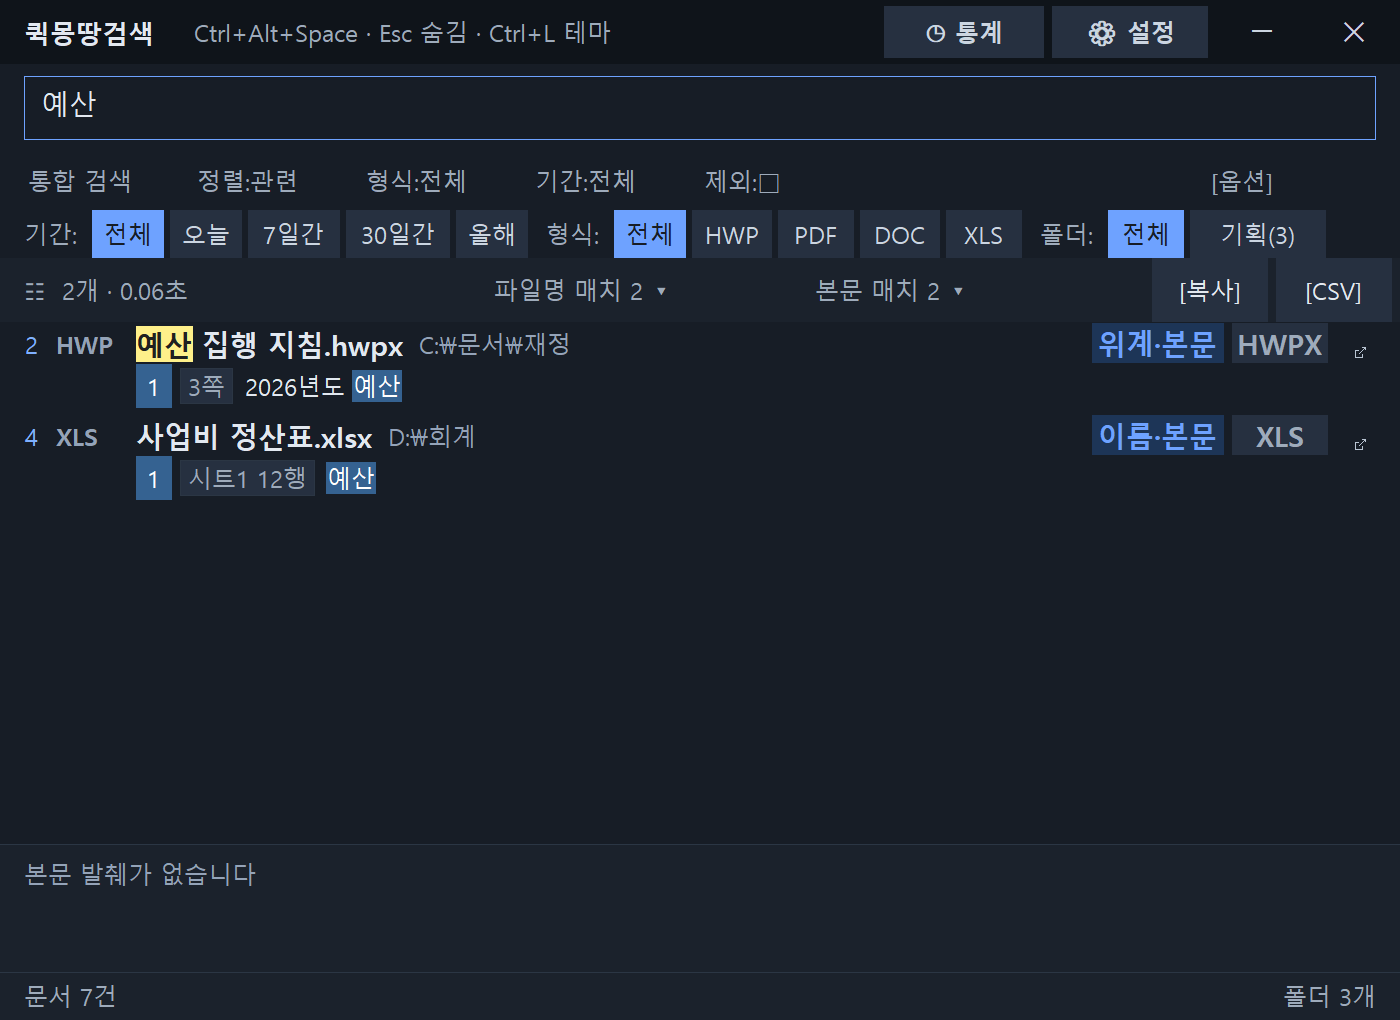 퀵몽땅검색 Ctrl+Alt+Space · Esc 숨김 · Ctrl+L 테마 통계 설정
예산
통합 검색 정렬:관련 형식:전체 기간:전체 제외:□ [옵션]
기간: 전체 오늘 7일간 30일간 올해 형식: 전체 HWP PDF DOC XLS 폴더: 전체 기획(3)
2개 · 0.06초 파일명 매치 2 ▼ 본문 매치 2 ▼ [복사] [CSV]
2 HWP 예산 집행 지침.hwpx C:₩문서₩재정 위계·본문 HWPX
1 3쪽 2026년도 예산
4 XLS 사업비 정산표.xlsx D:₩회계 이름·본문 XLS
1 시트1 12행 예산
본문 발췌가 없습니다
문서 7건 폴더 3개